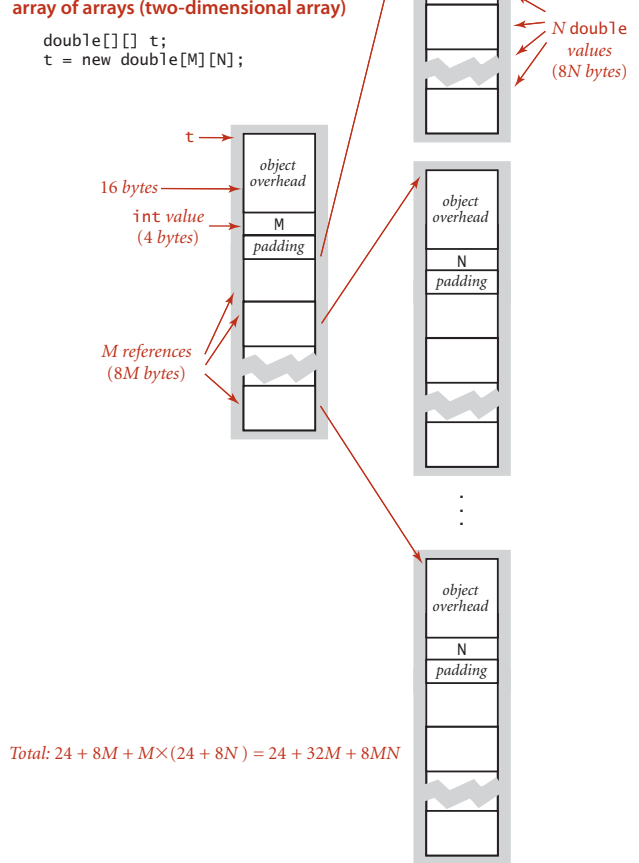 array of arrays (two-dimensional array)
double[][] t;
t = new double[M][N];
N double
values
(8N bytes)
t
object
overhead
16 bytes
int value
(4 bytes)
M
padding
M references
(8M bytes)
object
overhead
N
padding
.
.
.
object
overhead
N
padding
Total: 24 + 8M + M×(24 + 8N ) = 24 + 32M + 8MN